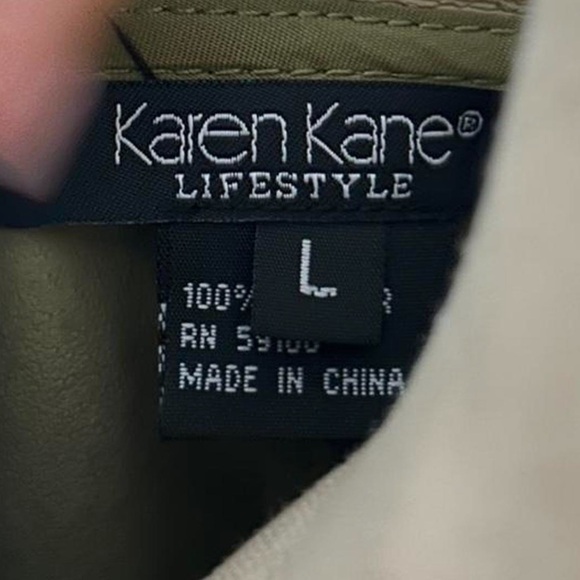 Karen Kane®
LIFESTYLE
L
100%
RN
MADE IN CHINA